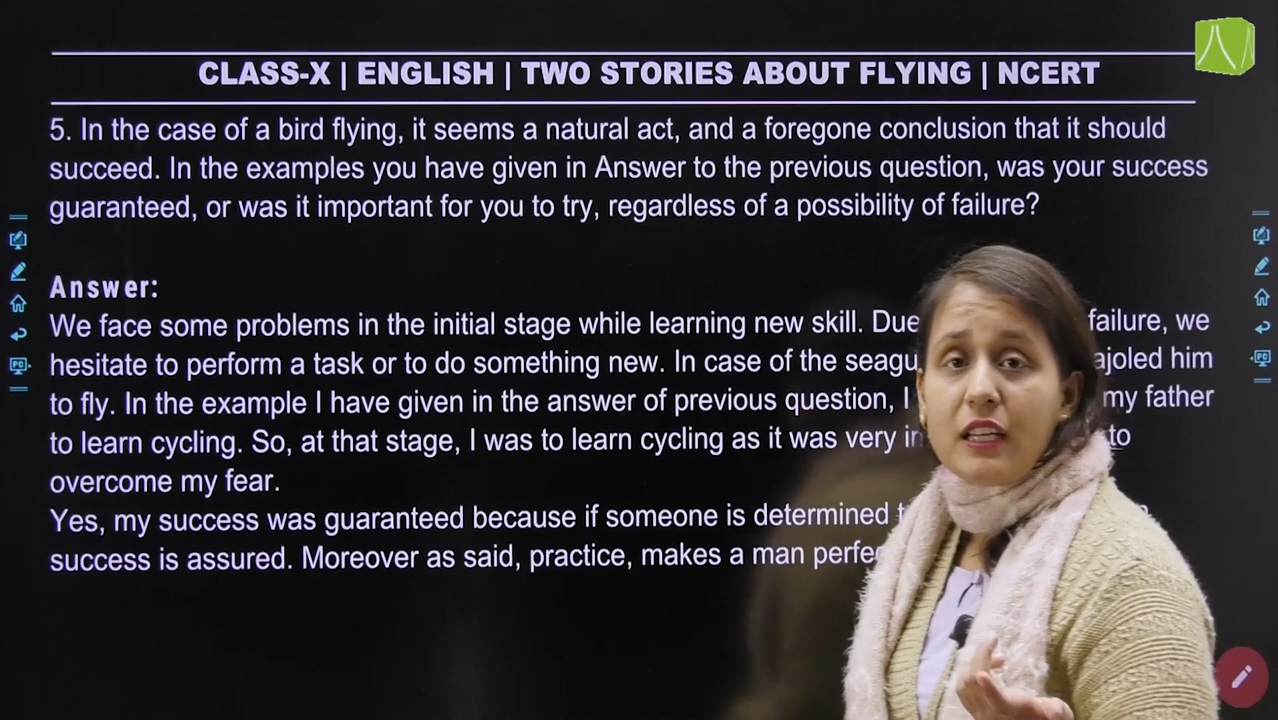 CLASS-X | ENGLISH | TWO STORIES ABOUT FLYING | NCERT
5. In the case of a bird flying, it seems a natural act, and a foregone conclusion that it should
succeed. In the examples you have given in Answer to the previous question, was your success
guaranteed, or was it important for you to try, regardless of a possibility of failure?
Answer:
We face some problems in the initial stage while learning new skill. Due failure, we
hesitate to perform a task or to do something new. In case of the him
to fly. In the example I have given in the answer of previous question, I my father
to learn cycling. So, at that stage, I was to learn cycling as it was very to
overcome my fear.
Yes, my success was guaranteed because if someone is determined
success is assured. Moreover as said, practice, makes a man
PC
PC